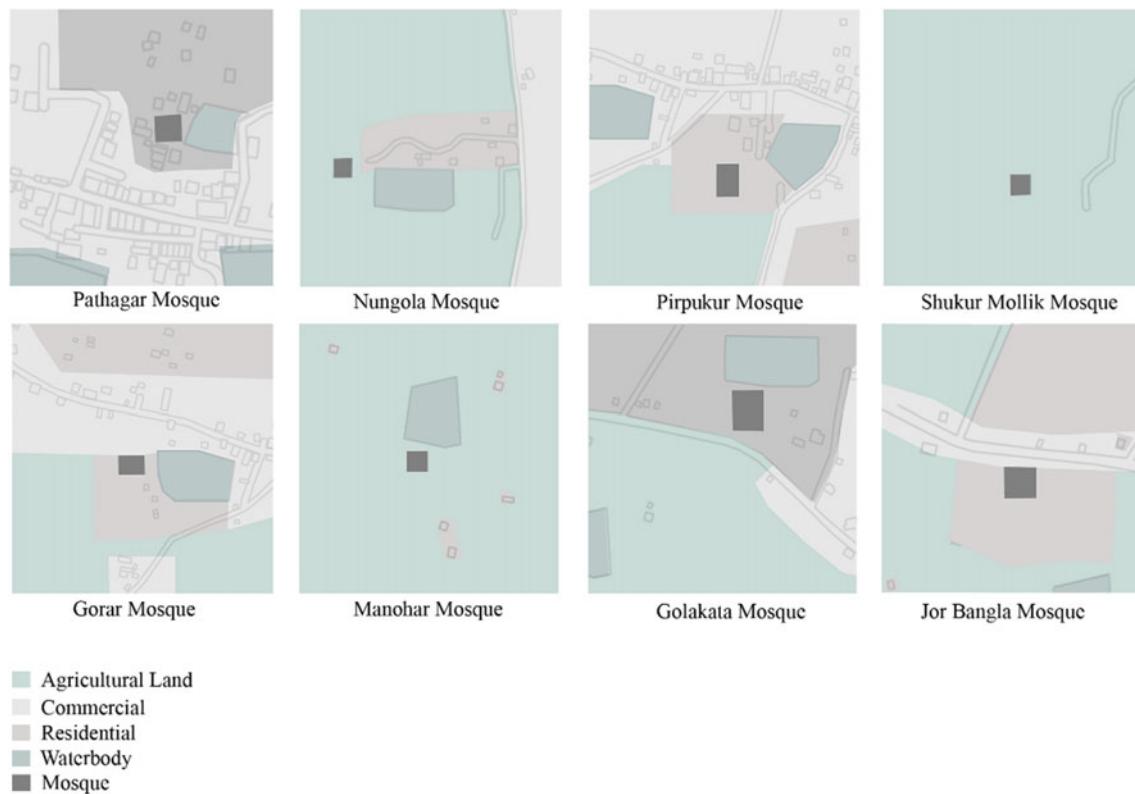 Pathagar Mosque
Nungola Mosque
Pirpukur Mosque
Shukur Mollik Mosque
Gorar Mosque
Manohar Mosque
Golakata Mosque
Jor Bangla Mosque
Agricultural Land
Commercial
Residential
Waterbody
Mosque